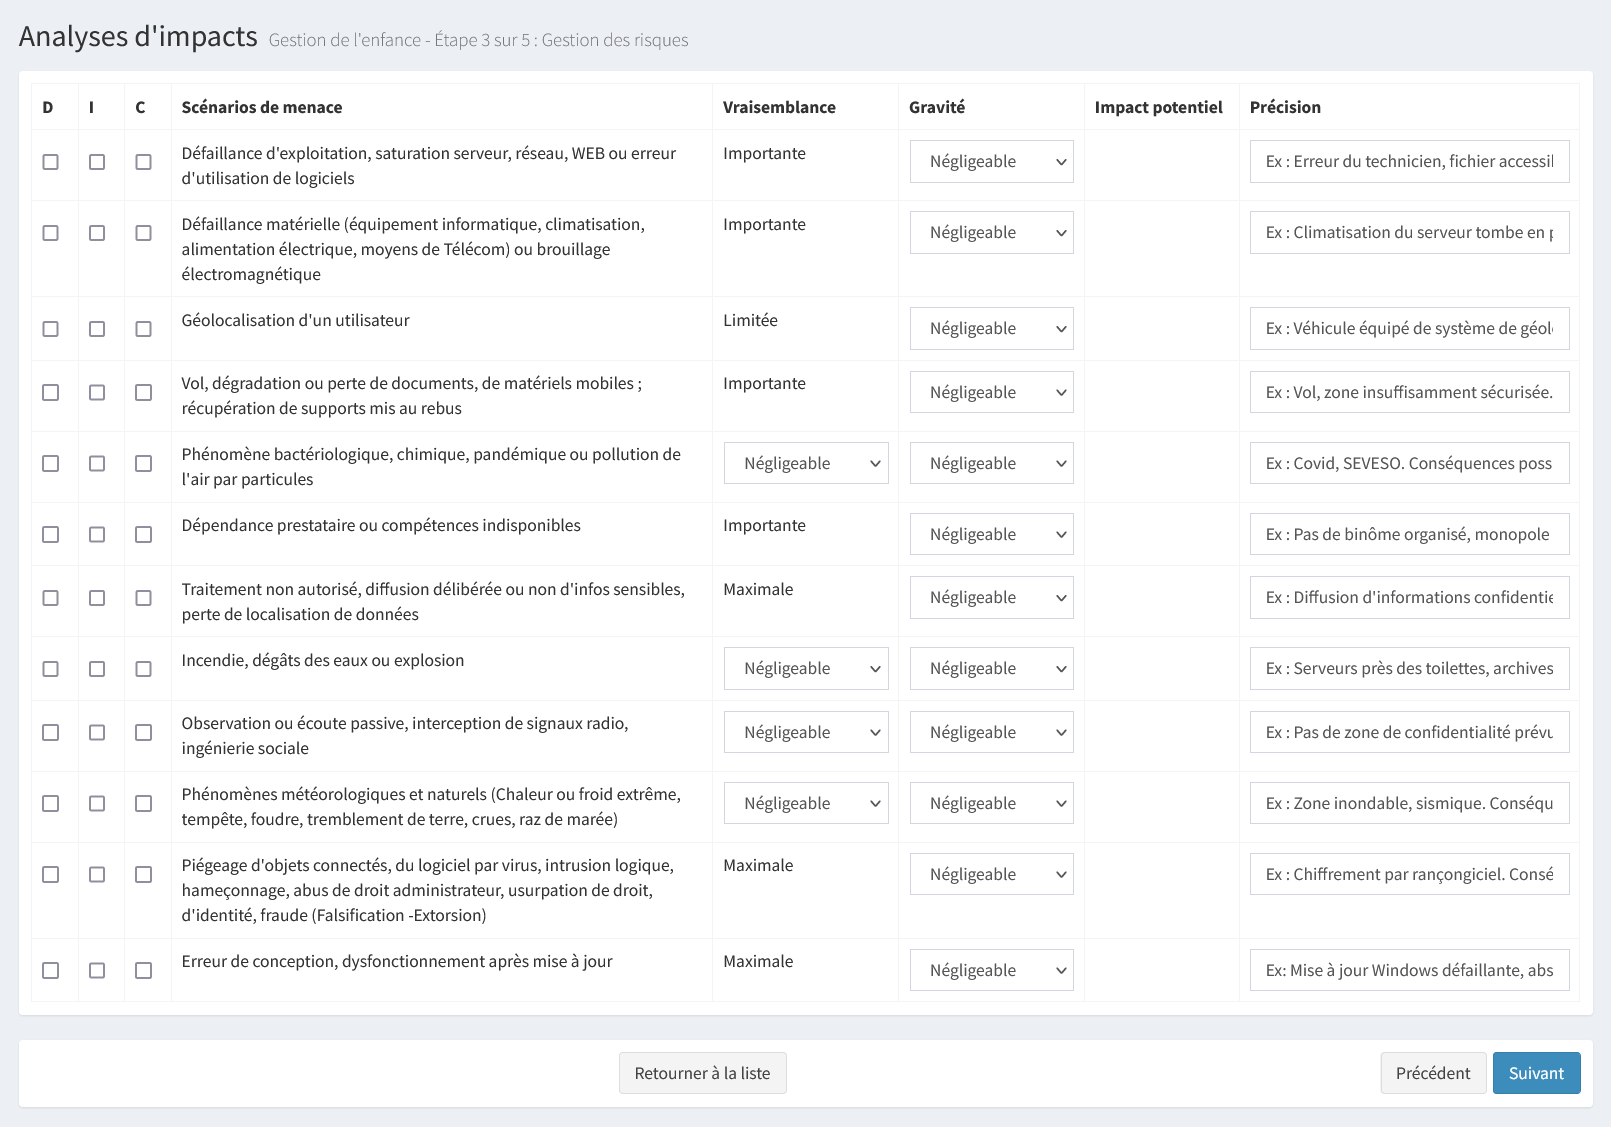 Analyses d'impacts Gestion de l'enfance - Étape 3 sur 5 : Gestion des risques
D I C Scénarios de menace Vraisemblance Gravité Impact potentiel Précision
Défaillance d'exploitation, saturation serveur, réseau, WEB ou erreur
d'utilisation de logiciels
Importante
Négligeable
Ex : Erreur du technicien, fichier
Défaillance matérielle (équipement informatique, climatisation,
alimentation électrique, moyens de Télécom) ou brouillage
électromagnétique
Importante
Négligeable
Ex : Climatisation du serveur tombe en
Géolocalisation d'un utilisateur
Limitée
Négligeable
Ex : Véhicule équipé de système de
Vol, dégradation ou perte de documents, de matériels mobiles ;
récupération de supports mis au rebus
Importante
Négligeable
Ex : Vol, zone insuffisamment sécurisée.
Phénomène bactériologique, chimique, pandémique ou pollution de
l'air par particules
Négligeable
Négligeable
Ex : Covid, SEVESO. Conséquences poss
Dépendance prestataire ou compétences indisponibles
Importante
Négligeable
Ex : Pas de binôme organisé, monopole
Traitement non autorisé, diffusion délibérée ou non d'infos sensibles,
perte de localisation de données
Maximale
Négligeable
Ex : Diffusion d'informations
Incendie, dégâts des eaux ou explosion
Négligeable
Négligeable
Ex : Serveurs près des toilettes, archives
Observation ou écoute passive, interception de signaux radio,
ingénierie sociale
Négligeable
Négligeable
Ex : Pas de zone de confidentialité
Phénomènes météorologiques et naturels (Chaleur ou froid extrême,
tempête, foudre, tremblement de terre, crues, raz de marée)
Négligeable
Négligeable
Ex : Zone inondable, sismique. Conséqu
Piégeage d'objets connectés, du logiciel par virus, intrusion logique,
hameçonnage, abus de droit administrateur, usurpation de droit,
d'identité, fraude (Falsification -Extorsion)
Maximale
Négligeable
Ex : Chiffrement par rançongiciel. Consé
Erreur de conception, dysfonctionnement après mise à jour
Maximale
Négligeable
Ex: Mise à jour Windows défaillante, abs
Retourner à la liste Précédent Suivant